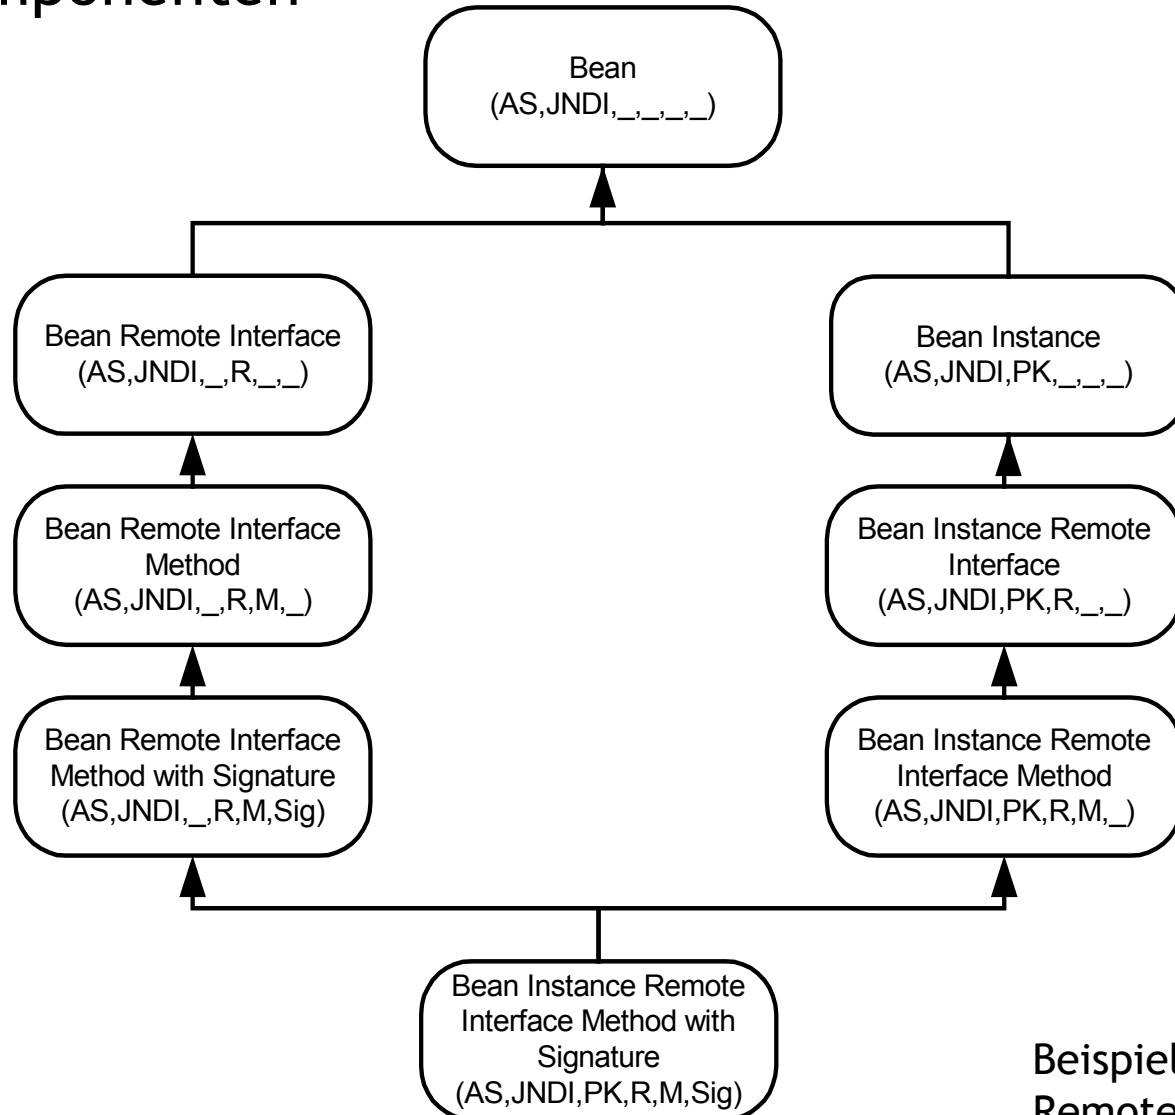 Bean
(AS,JNDI,_,_,_,_)
Bean Remote Interface
(AS,JNDI,_,R,_,_)
Bean Instance
(AS,JNDI,PK,_,_,_)
Bean Remote Interface
Method
(AS,JNDI,_,R,M,_)
Bean Instance Remote
Interface
(AS,JNDI,PK,R,_,_)
Bean Remote Interface
Method with Signature
(AS,JNDI,_,R,M,Sig)
Bean Instance Remote
Interface Method
(AS,JNDI,PK,R,M,_)
Bean Instance Remote
Interface Method with
Signature
(AS,JNDI,PK,R,M,Sig)
Beispiel
Remote